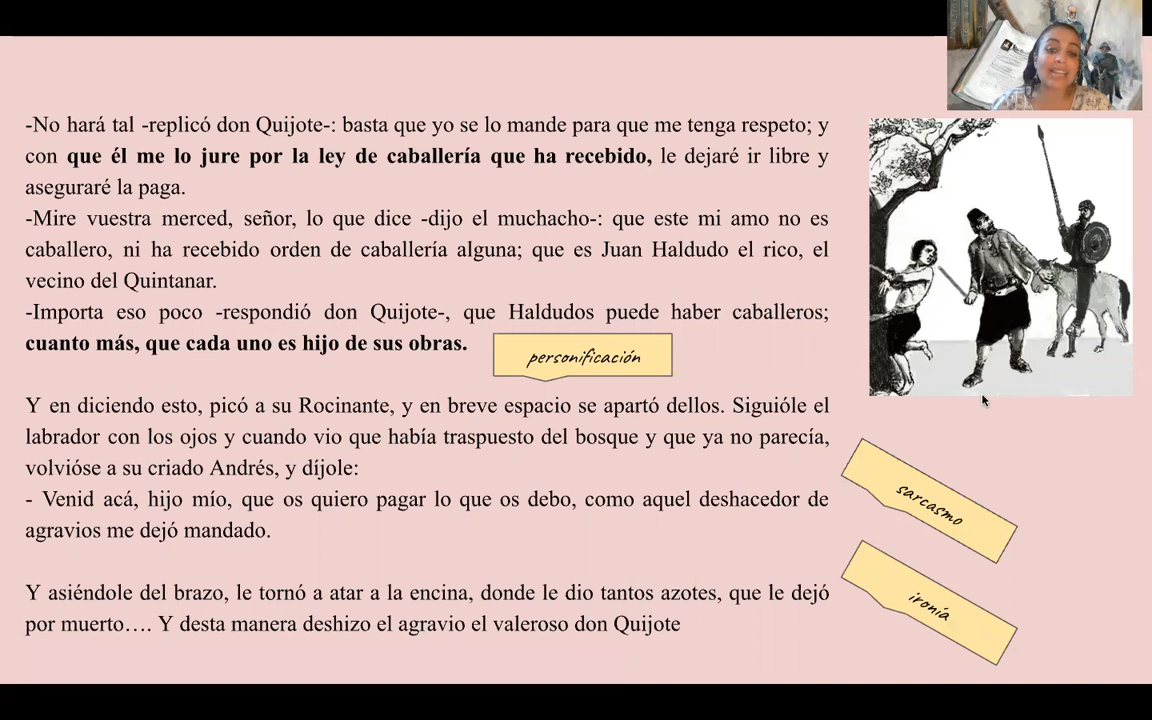 -No hará tal -replicó don Quijote-: basta que yo se lo mande para que me tenga respeto; y
con que él me lo jure por la ley de caballería que ha recebido, le dejaré ir libre y
aseguraré la paga.
-Mire vuestra merced, señor, lo que dice -dijo el muchacho-: que este mi amo no es
caballero, ni ha recebido orden de caballería alguna; que es Juan Haldudo el rico, el
vecino del Quintanar.
-Importa eso poco -respondió don Quijote-, que Haldudos puede haber caballeros;
cuanto más, que cada uno es hijo de sus obras.
personificación
Y en diciendo esto, picó a su Rocinante, y en breve espacio se apartó dellos. Siguióle el
labrador con los ojos y cuando vio que había traspuesto del bosque y que ya no parecía,
volvióse a su criado Andrés, y díjole:
- Venid acá, hijo mío, que os quiero pagar lo que os debo, como aquel deshacedor de
agravios me dejó mandado.
sarcasmo
Y asiéndole del brazo, le tornó a atar a la encina, donde le dio tantos azotes, que le dejó
por muerto…. Y desta manera deshizo el agravio el valeroso don Quijote
ironía